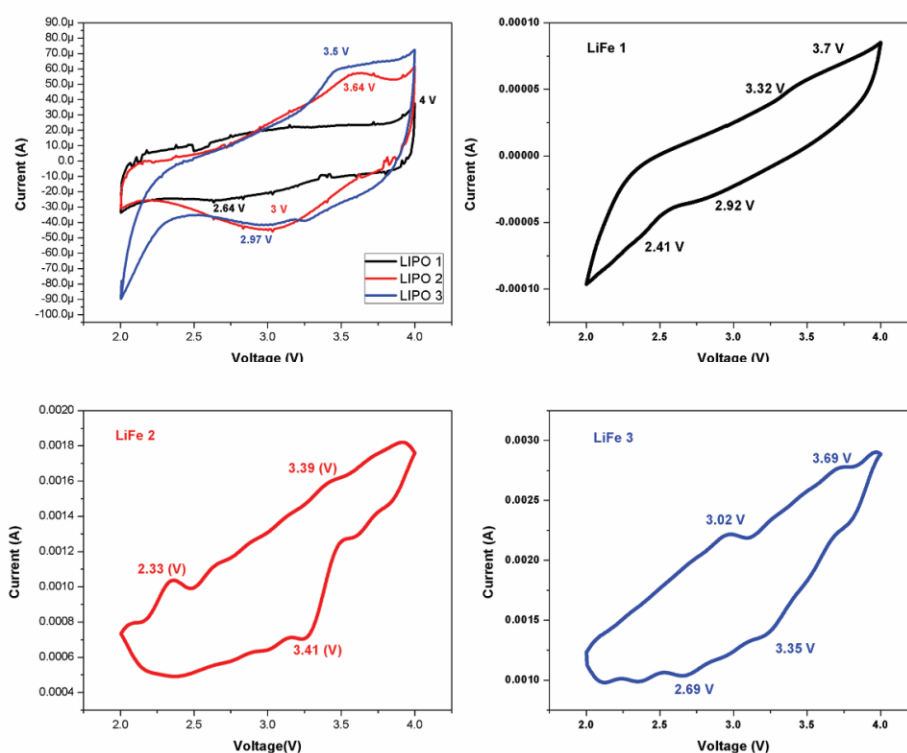 90.0µ
80.0µ
70.0µ
60.0µ
50.0µ
40.0µ
30.0µ
20.0µ
10.0µ
0.0
-10.0µ
-20.0µ
-30.0µ
-40.0µ
-50.0µ
-60.0µ
-70.0µ
-80.0µ
-90.0µ
-100.0µ
Current (A)
3.5 V
3.64 V
4 V
2.64 V
3 V
2.97 V
LIPO 1
LIPO 2
LIPO 3
2.0 2.5 3.0 3.5 4.0
Voltage (V)
0.00010
0.00005
0.00000
-0.00005
-0.00010
Current (A)
LiFe 1
3.7 V
3.32 V
2.92 V
2.41 V
2.0 2.5 3.0 3.5 4.0
Voltage (V)
0.0020
0.0018
0.0016
0.0014
0.0012
0.0010
0.0008
0.0006
0.0004
Current (A)
LiFe 2
3.39 (V)
2.33 (V)
3.41 (V)
2.0 2.5 3.0 3.5 4.0
Voltage(V)
0.0030
0.0025
0.0020
0.0015
0.0010
Current (A)
LiFe 3
3.69 V
3.02 V
3.35 V
2.69 V
2.0 2.5 3.0 3.5 4.0
Voltage (V)